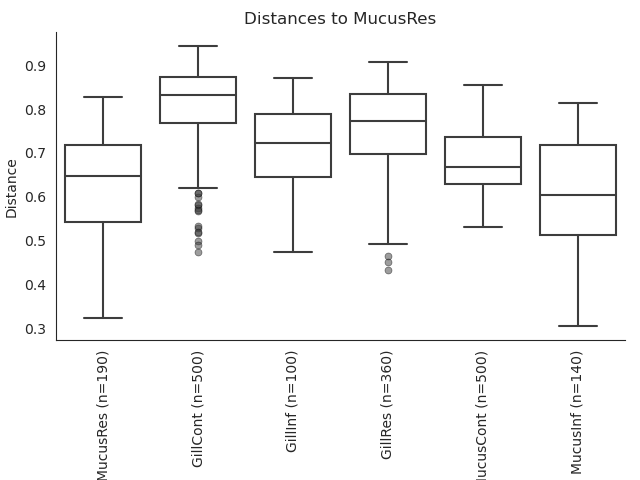 Distances to MucusRes
Distance
0.9
0.8
0.7
0.6
0.5
0.4
0.3
MucusRes (n=190)
GillCont (n=500)
GillInf (n=100)
GillRes (n=360)
MucusCont (n=500)
MucusInf (n=140)